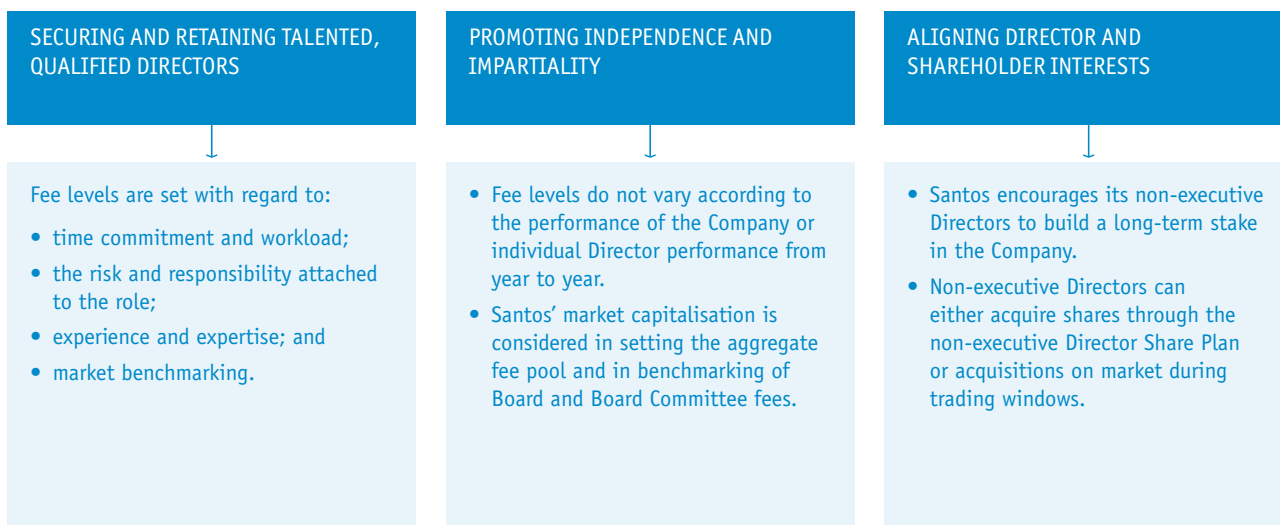 SECURING AND RETAINING TALENTED,
QUALIFIED DIRECTORS
Fee levels are set with regard to:
• time commitment and workload;
• the risk and responsibility attached
to the role;
• experience and expertise; and
• market benchmarking.
PROMOTING INDEPENDENCE AND
IMPARTIALITY
• Fee levels do not vary according to
the performance of the Company or
individual Director performance from
year to year.
• Santos’ market capitalisation is
considered in setting the aggregate
fee pool and in benchmarking of
Board and Board Committee fees.
ALIGNING DIRECTOR AND
SHAREHOLDER INTERESTS
• Santos encourages its non-executive
Directors to build a long-term stake
in the Company.
• Non-executive Directors can
either acquire shares through the
non-executive Director Share Plan
or acquisitions on market during
trading windows.